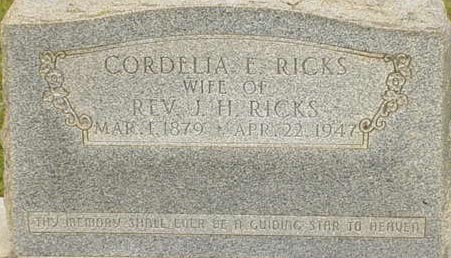 CORDELIA E. RICKS
WIFE OF
REV. J. H. RICKS
MAR. 1, 1879 - APR. 22, 1947
THY MEMORY SHALL EVER BE A GUIDING STAR TO HEAVEN